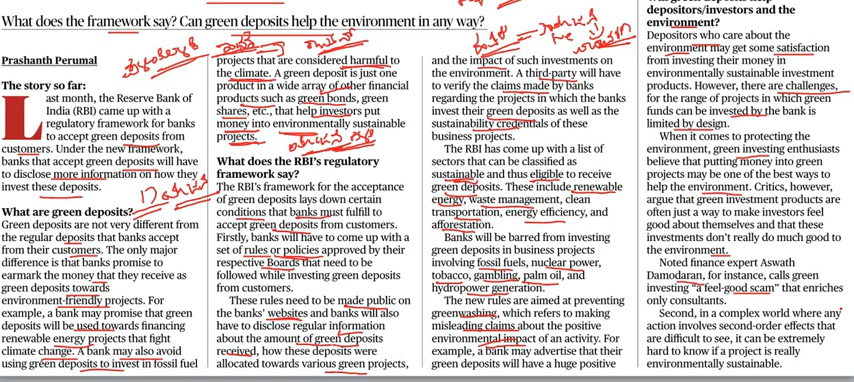 What does the framework say? Can green deposits help the environment in any way?
Prashanth Perumal
The story so far:
Last month, the Reserve Bank of
India (RBI) came up with a
regulatory framework for banks
to accept green deposits from
customers. Under the new framework,
banks that accept green deposits will have
to disclose more information on how they
invest these deposits.
What are green deposits?
Green deposits are not very different from
the regular deposits that banks accept
from their customers. The only major
difference is that banks promise to
earmark the money that they receive as
green deposits towards
environment-friendly projects. For
example, a bank may promise that green
deposits will be used towards financing
renewable energy projects that fight
climate change. A bank may also avoid
using green deposits to invest in fossil fuel
projects that are considered harmful to
the climate. A green deposit is just one
product in a wide array of other financial
products such as green bonds, green
shares, etc., that help investors put
money into environmentally sustainable
projects.
What does the RBI's regulatory
framework say?
The RBI's framework for the acceptance
of green deposits lays down certain
conditions that banks must fulfill to
accept green deposits from customers.
Firstly, banks will have to come up with a
set of rules or policies approved by their
respective Boards that need to be
followed while investing green deposits
from customers.
These rules need to be made public on
the banks' websites and banks will also
have to disclose regular information
about the amount of green deposits
received, how these deposits were
allocated towards various green projects,
and the impact of such investments on
the environment. A third-party will have
to verify the claims made by banks
regarding the projects in which the banks
invest their green deposits as well as the
sustainability credentials of these
business projects.
The RBI has come up with a list of
sectors that can be classified as
sustainable and thus eligible to receive
green deposits. These include renewable
energy, waste management, clean
transportation, energy efficiency, and
afforestation.
Banks will be barred from investing
green deposits in business projects
involving fossil fuels, nuclear power,
tobacco, gambling, palm oil, and
hydropower generation.
The new rules are aimed at preventing
greenwashing, which refers to making
misleading claims about the positive
environmental impact of an activity. For
example, a bank may advertise that their
green deposits will have a huge positive
depositors/investors and the
environment?
Depositors who care about the
environment may get some satisfaction
from investing their money in
environmentally sustainable investment
products. However, there are challenges,
for the range of projects in which green
funds can be invested by the bank is
limited by design.
When it comes to protecting the
environment, green investing enthusiasts
believe that putting money into green
projects may be one of the best ways to
help the environment. Critics, however,
argue that green investment products are
often just a way to make investors feel
good about themselves and that these
investments don't really do much good to
the environment.
Noted finance expert Aswath
Damodaran, for instance, calls green
investing "a feel-good scam" that enriches
only consultants.
Second, in a complex world where any
action involves second-order effects that
are difficult to see, it can be extremely
hard to know if a project is really
environmentally sustainable.